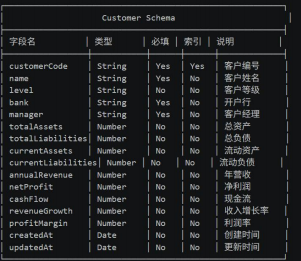 Customer Schema
字段名 | 类型 | 必填 | 索引 | 说明
customerCode | String | Yes | Yes | 客户编号
name | String | Yes | No | 客户姓名
level | String | No | No | 客户等级
bank | String | Yes | No | 开户行
manager | String | Yes | No | 客户经理
totalAssets | Number | No | No | 总资产
totalLiabilities | Number | No | No | 总负债
currentAssets | Number | No | No | 流动资产
currentLiabilities | Number | No | No | 流动负债
annualRevenue | Number | No | No | 年营收
netProfit | Number | No | No | 净利润
cashFlow | Number | No | No | 现金流
revenueGrowth | Number | No | No | 收入增长率
profitMargin | Number | No | No | 利润率
createdAt | Date | No | No | 创建时间
updatedAt | Date | No | No | 更新时间